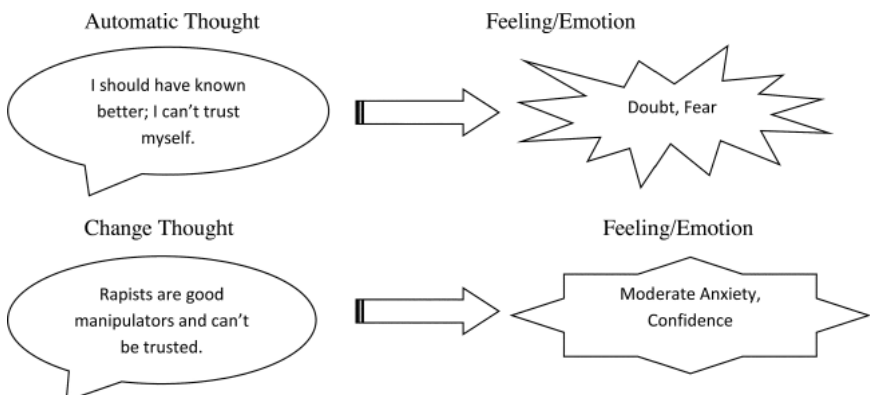 Automatic Thought
Feeling/Emotion
I should have known
better; I can’t trust
myself.
Doubt, Fear
Change Thought
Feeling/Emotion
Rapists are good
manipulators and can’t
be trusted.
Moderate Anxiety,
Confidence